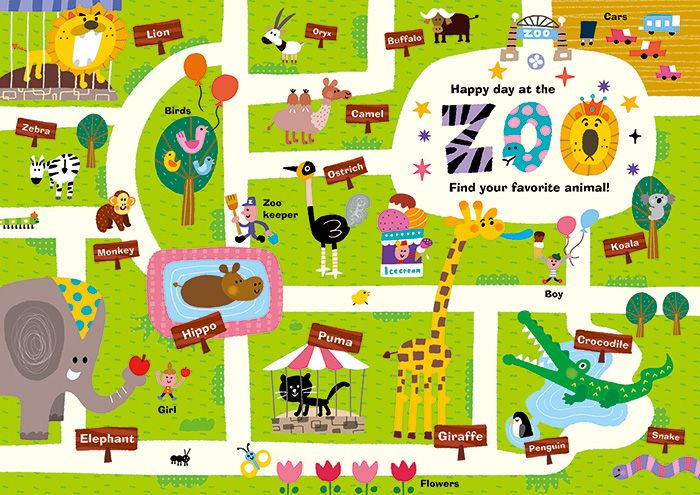 Lion
Oryx
Buffalo
ZOO
Cars
Birds
Camel
Happy day at the
ZOO
Find your favorite animal!
Zebra
Ostrich
Zoo
keeper
Monkey
Icecream
Koala
Boy
Hippo
Puma
Crocodile
Girl
Elephant
Giraffe
Penguin
Snake
Flowers